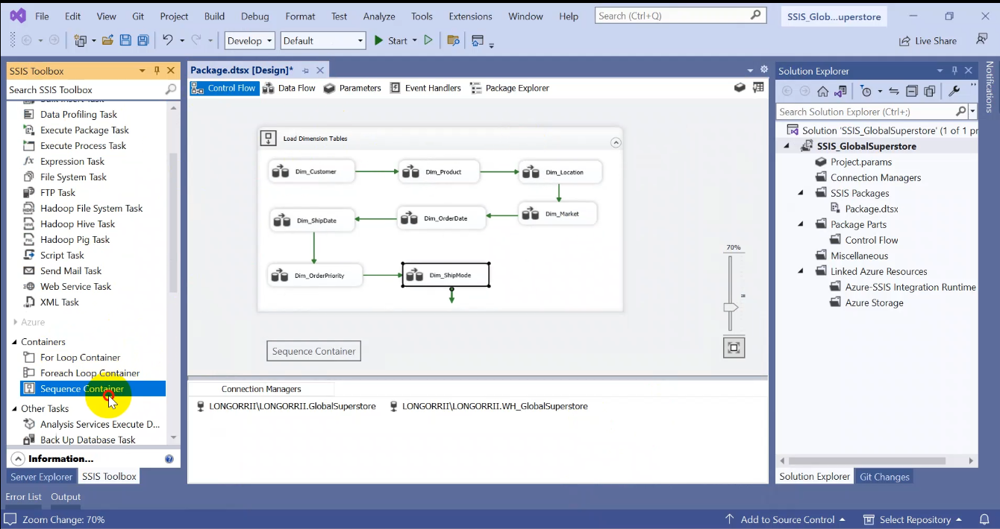 File Edit View Git Project Build Debug Format Test Analyze Tools Extensions Window Help Search (Ctrl+Q) SSIS_Glob...uperstore
Develop Default Start Live Share
SSIS Toolbox
Search SSIS Toolbox
Data Profiling Task
Execute Package Task
Execute Process Task
Expression Task
File System Task
FTP Task
Hadoop File System Task
Hadoop Hive Task
Hadoop Pig Task
Script Task
Send Mail Task
Web Service Task
XML Task
Azure
Containers
For Loop Container
Foreach Loop Container
Sequence Container
Other Tasks
Analysis Services Execute D...
Back Up Database Task
Information...
Server Explorer SSIS Toolbox
Package.dtsx [Design]*
Control Flow Data Flow Parameters Event Handlers Package Explorer
Load Dimension Tables
Dim_Customer Dim_Product Dim_Location
Dim_ShipDate Dim_OrderDate Dim_Market
Dim_OrderPriority Dim_ShipMode
70%
Sequence Container
Connection Managers
LONGORRII\LONGORRII.GlobalSuperstore LONGORRII\LONGORRII.WH_GlobalSuperstore
Solution Explorer
Search Solution Explorer (Ctrl+;)
Solution 'SSIS_GlobalSuperstore' (1 of 1 pr
SSIS_GlobalSuperstore
Project.params
Connection Managers
SSIS Packages
Package.dtsx
Package Parts
Control Flow
Miscellaneous
Linked Azure Resources
Azure-SSIS Integration Runtime
Azure Storage
Solution Explorer Git Changes
Notifications
Error List Output
Zoom Change: 70% Add to Source Control Select Repository